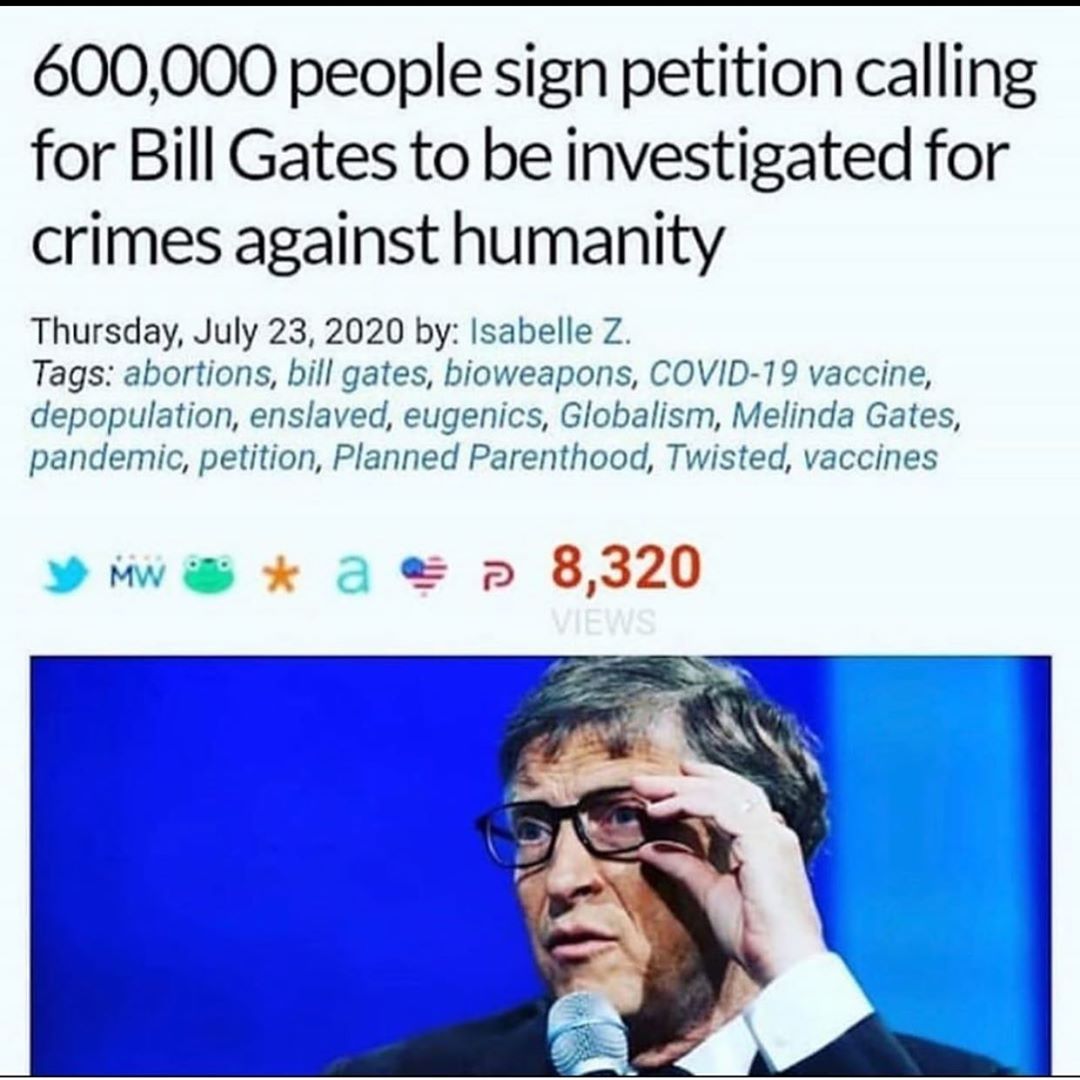 600,000 people sign petition calling
for Bill Gates to be investigated for
crimes against humanity
Thursday, July 23, 2020 by: Isabelle Z.
Tags: abortions, bill gates, bioweapons, COVID-19 vaccine,
depopulation, enslaved, eugenics, Globalism, Melinda Gates,
pandemic, petition, Planned Parenthood, Twisted, vaccines
MW a 8,320
VIEWS